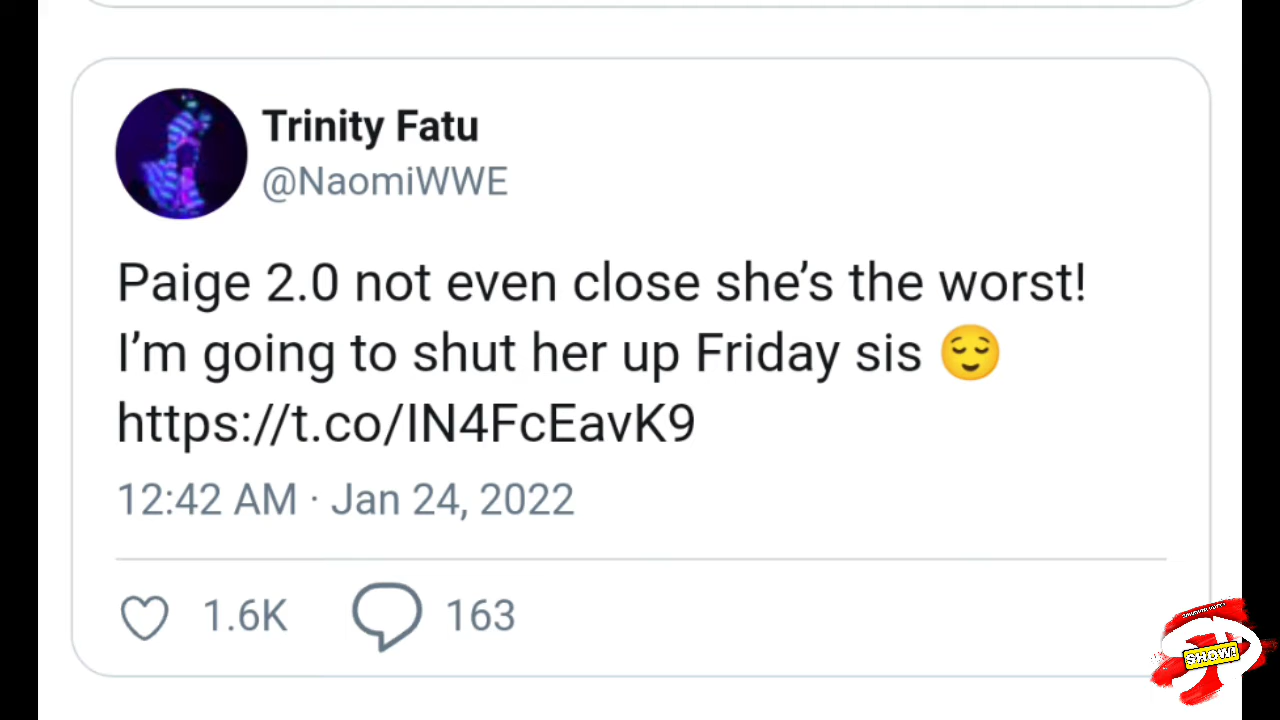 Trinity Fatu
@NaomiWWE
Paige 2.0 not even close she’s the worst!
I’m going to shut her up Friday sis 😌
https://t.co/IN4FcEavK9
12:42 AM · Jan 24, 2022
1.6K 163
SHOW!